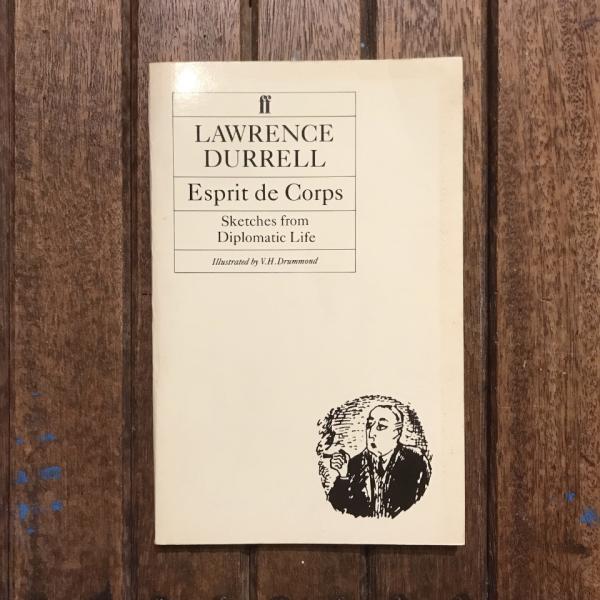 ff
LAWRENCE
DURRELL
Esprit de Corps
Sketches from
Diplomatic Life
Illustrated by V.H.Drummond